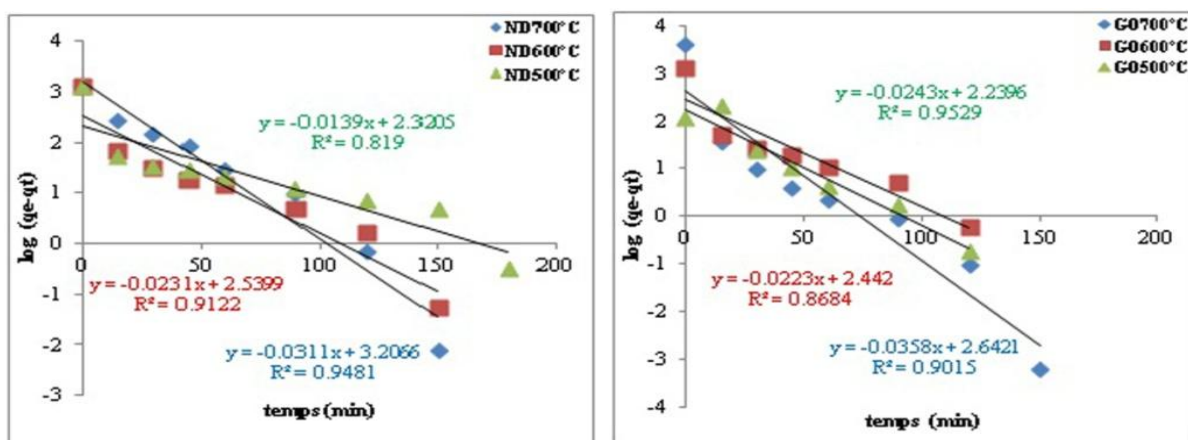 ND700°C
ND600°C
ND500°C
4
3
2
1
0
-1
-2
-3
0
50
100
150
200
log (qe-qt)
y = -0.0139x + 2.3205
R² = 0.819
y = -0.0231x + 2.5399
R² = 0.9122
y = -0.0311x + 3.2066
R² = 0.9481
temps (min)
GO700°C
GO600°C
GO500°C
4
3
2
1
0
-1
-2
-3
-4
0
50
100
150
200
log (qe-qt)
y = -0.0243x + 2.2396
R² = 0.9529
y = -0.0223x + 2.442
R² = 0.8684
y = -0.0358x + 2.6421
R² = 0.9015
temps (min)